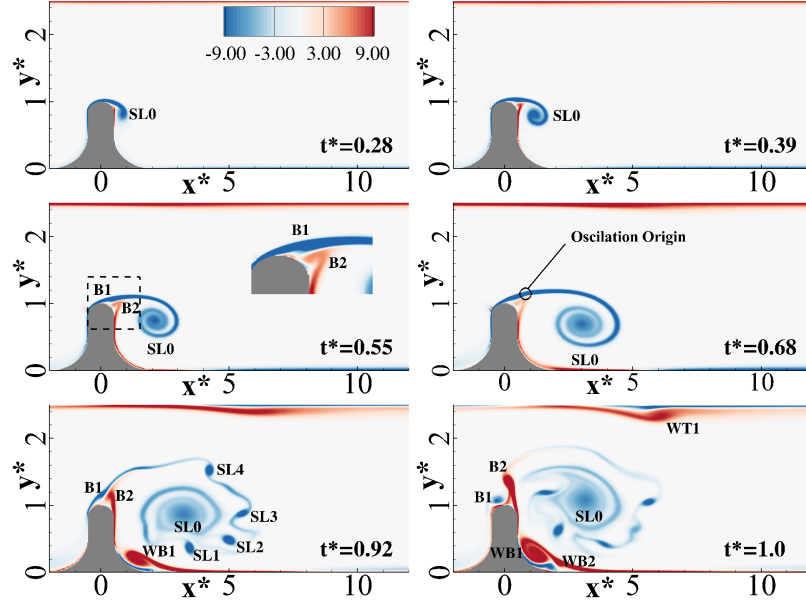 -9.00 -3.00 3.00 9.00
y*
2
1
0
SL0
t*=0.28
0 5 10
x*
y*
2
1
0
SL0
t*=0.39
0 5 10
x*
y*
2
1
0
B1
B2
B1
B2
SL0
t*=0.55
0 5 10
x*
y*
2
1
0
Oscilation Origin
SL0
t*=0.68
0 5 10
x*
y*
2
1
0
SL4
B1 B2
SL0
SL3
WB1
SL1
SL2
t*=0.92
0 5 10
x*
y*
2
1
0
WT1
B2
B1
SL0
WB1
WB2
t*=1.0
0 5 10
x*